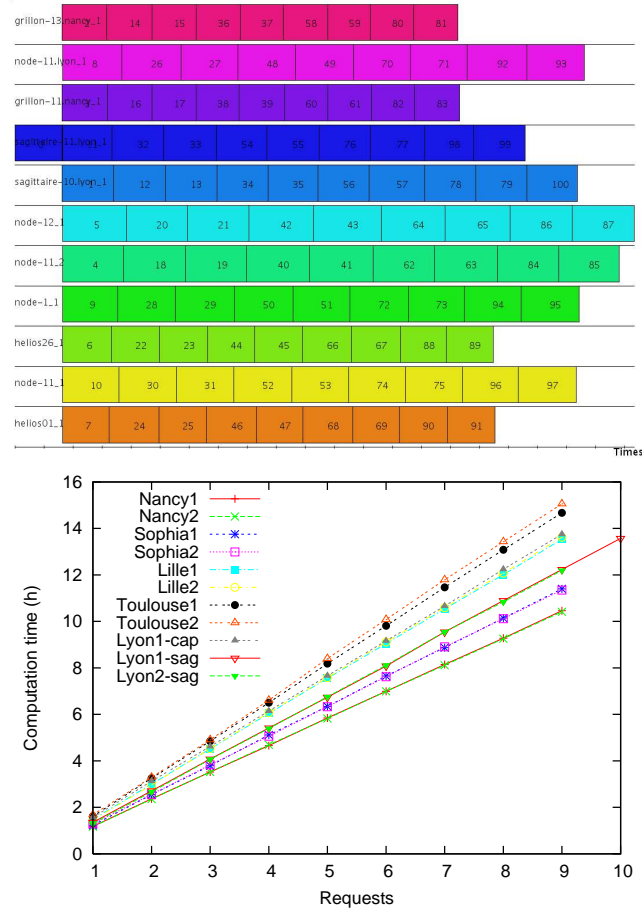 grillon-13.nancy_1 14 15 36 37 58 59 80 81
node-11.lyon_1 8 26 27 48 49 70 71 92 93
grillon-11.nancy_1 16 17 38 39 60 61 82 83
sagittaire-11.lyon_1 32 33 54 55 76 77 98 99
sagittaire-10.lyon_1 12 13 34 35 56 57 78 79 100
node-12_1 5 20 21 42 43 64 65 86 87
node-11_2 4 18 19 40 41 62 63 84 85
node-1_1 9 28 29 50 51 72 73 94 95
helios26_1 6 22 23 44 45 66 67 88 89
node-11_1 10 30 31 52 53 74 75 96 97
helios01_1 7 24 25 46 47 68 69 90 91
Times
16
14
12
10
8
6
4
2
0
Computation time (h)
Nancy1
Nancy2
Sophia1
Sophia2
Lille1
Lille2
Toulouse1
Toulouse2
Lyon1-cap
Lyon1-sag
Lyon2-sag
1 2 3 4 5 6 7 8 9 10
Requests